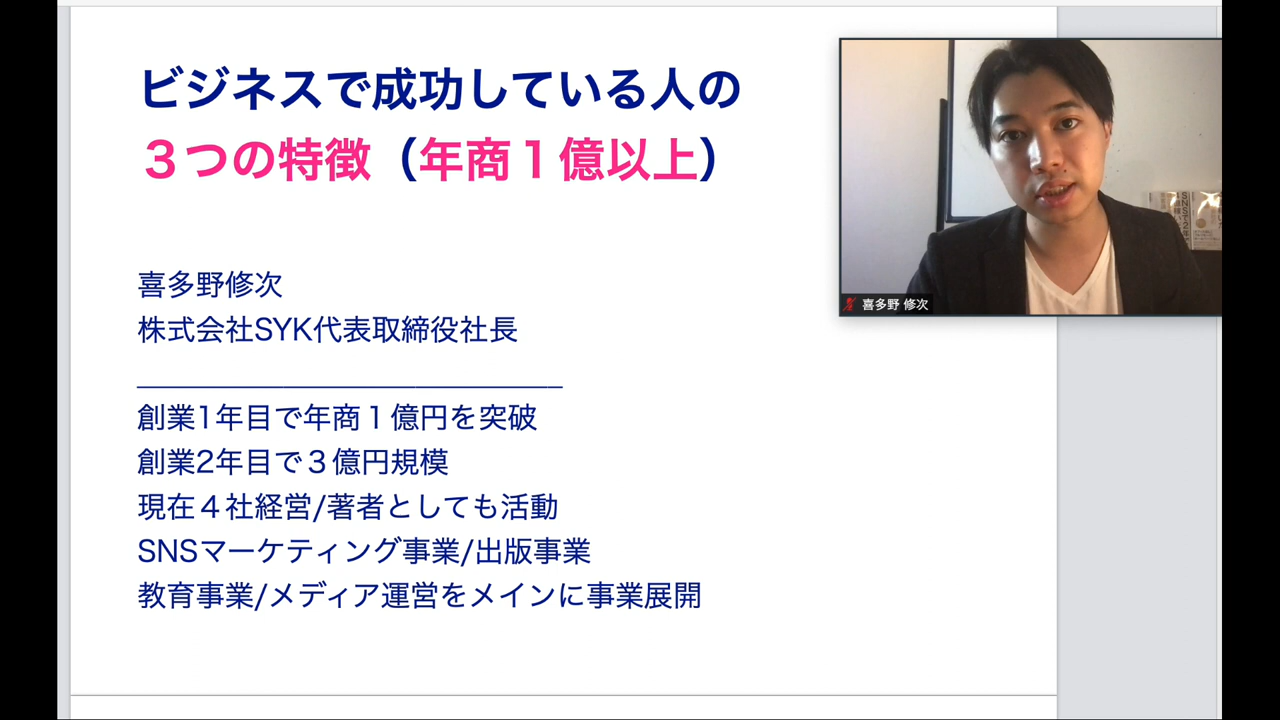 ビジネスで成功している人の
３つの特徴（年商１億以上）
喜多野修次
株式会社SYK代表取締役社長
創業1年目で年商１億円を突破
創業2年目で３億円規模
現在４社経営/著者としても活動
SNSマーケティング事業/出版事業
教育事業/メディア運営をメインに事業展開
喜多野 修次